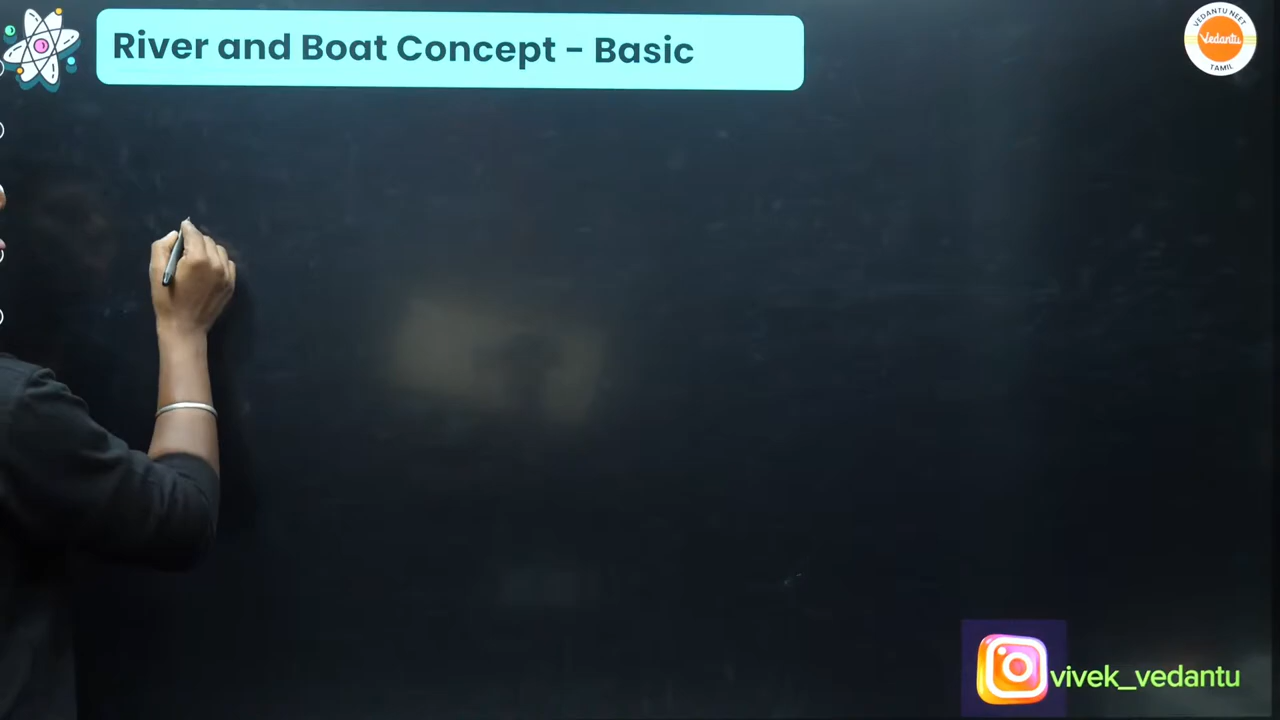 River and Boat Concept - Basic
VEDANTU NEET
Vedantu
TAMIL
vivek_vedantu